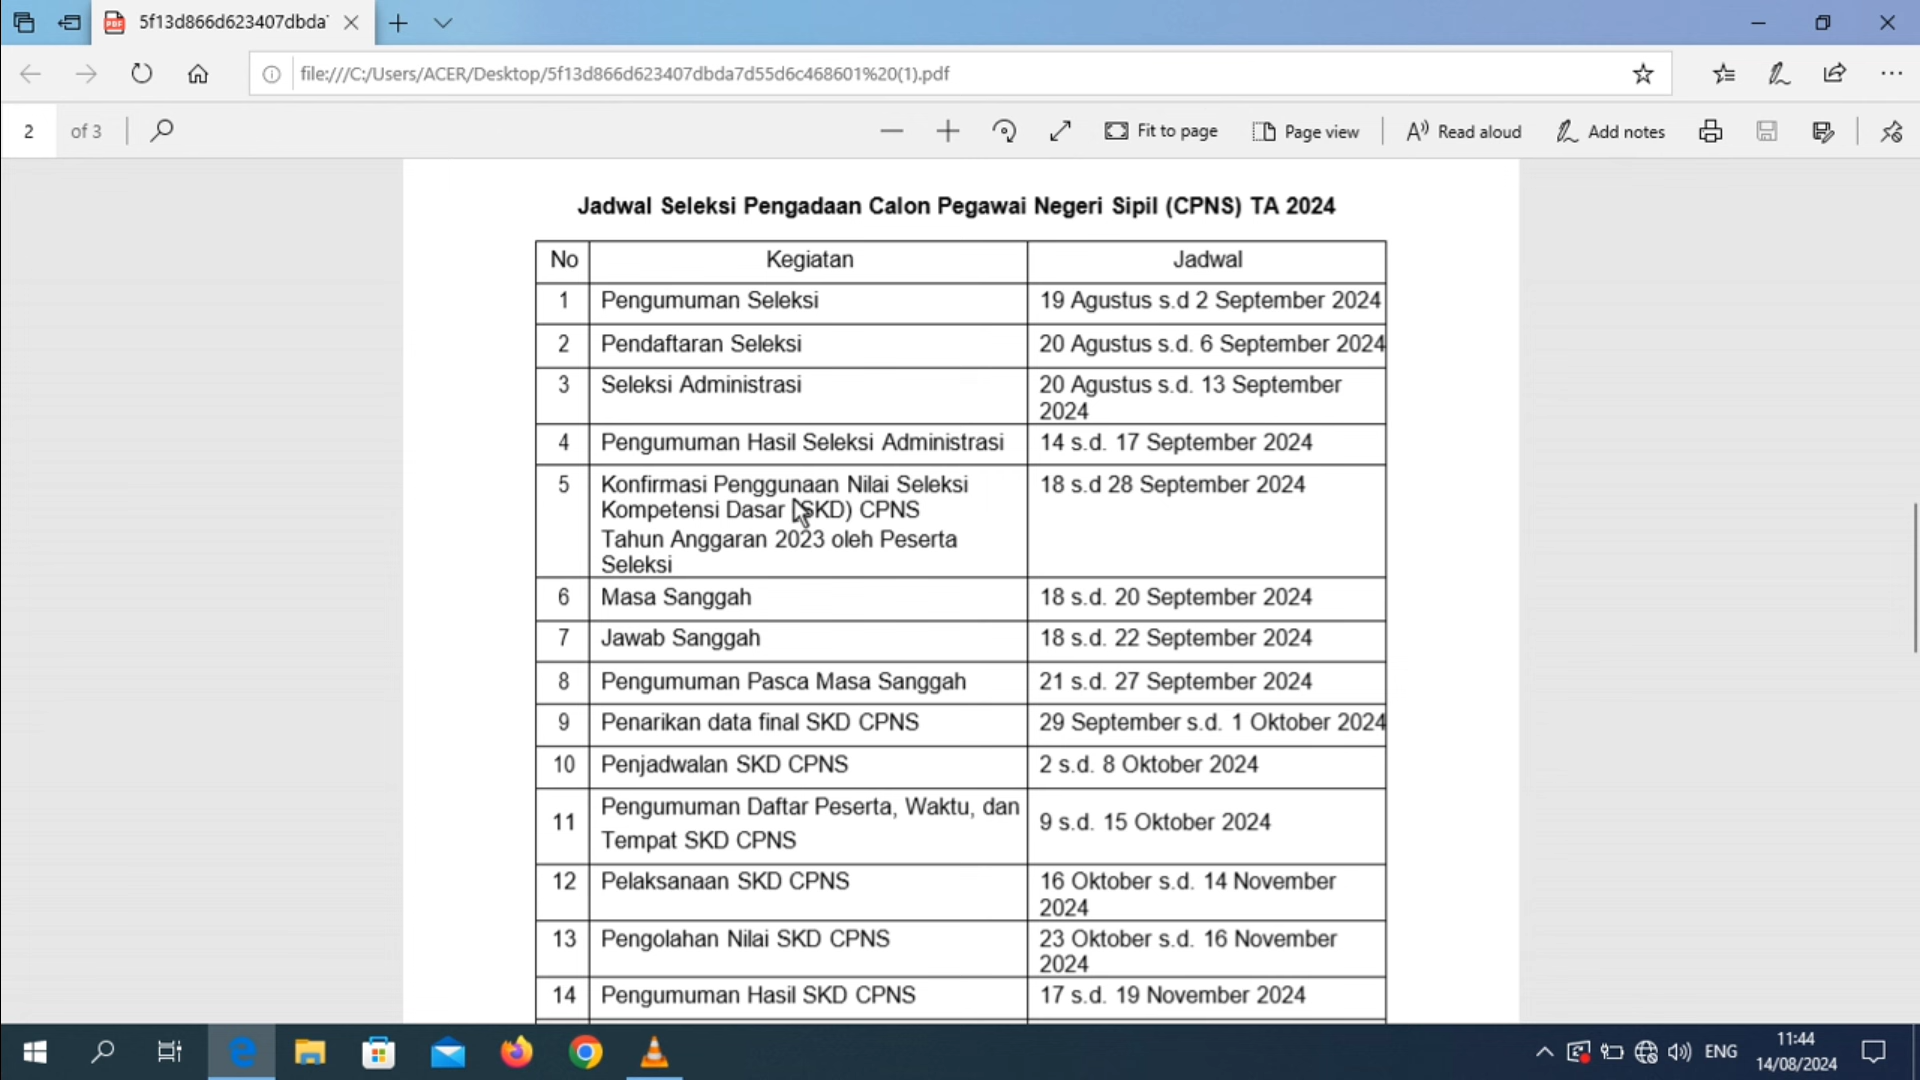 5f13d866d623407dbda
file:///C:/Users/ACER/Desktop/5f13d866d623407dbda7d55d6c468601%20(1).pdf
2 of 3 Fit to page Page view Read aloud Add notes
Jadwal Seleksi Pengadaan Calon Pegawai Negeri Sipil (CPNS) TA 2024
No Kegiatan Jadwal
1 Pengumuman Seleksi 19 Agustus s.d 2 September 2024
2 Pendaftaran Seleksi 20 Agustus s.d. 6 September 2024
3 Seleksi Administrasi 20 Agustus s.d. 13 September
2024
4 Pengumuman Hasil Seleksi Administrasi 14 s.d. 17 September 2024
5 Konfirmasi Penggunaan Nilai Seleksi 18 s.d 28 September 2024
Kompetensi Dasar (SKD) CPNS
Tahun Anggaran 2023 oleh Peserta
Seleksi
6 Masa Sanggah 18 s.d. 20 September 2024
7 Jawab Sanggah 18 s.d. 22 September 2024
8 Pengumuman Pasca Masa Sanggah 21 s.d. 27 September 2024
9 Penarikan data final SKD CPNS 29 September s.d. 1 Oktober 2024
10 Penjadwalan SKD CPNS 2 s.d. 8 Oktober 2024
11 Pengumuman Daftar Peserta, Waktu, dan 9 s.d. 15 Oktober 2024
Tempat SKD CPNS
12 Pelaksanaan SKD CPNS 16 Oktober s.d. 14 November
2024
13 Pengolahan Nilai SKD CPNS 23 Oktober s.d. 16 November
2024
14 Pengumuman Hasil SKD CPNS 17 s.d. 19 November 2024
ENG 11:44
14/08/2024